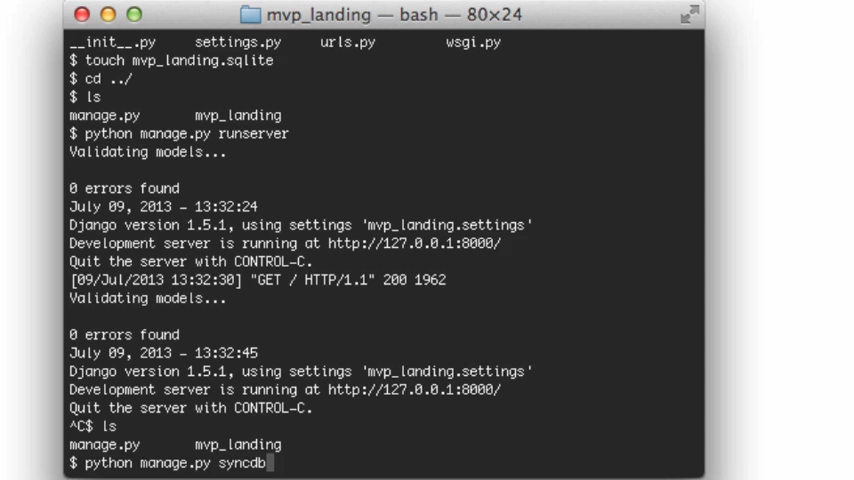 mvp_landing — bash — 80×24
__init__.py settings.py urls.py wsgi.py
$ touch mvp_landing.sqlite
$ cd ../
$ ls
manage.py mvp_landing
$ python manage.py runserver
Validating models...
0 errors found
July 09, 2013 - 13:32:24
Django version 1.5.1, using settings 'mvp_landing.settings'
Development server is running at http://127.0.0.1:8000/
Quit the server with CONTROL-C.
[09/Jul/2013 13:32:30] "GET / HTTP/1.1" 200 1962
Validating models...
0 errors found
July 09, 2013 - 13:32:45
Django version 1.5.1, using settings 'mvp_landing.settings'
Development server is running at http://127.0.0.1:8000/
Quit the server with CONTROL-C.
^C$ ls
manage.py mvp_landing
$ python manage.py syncdb